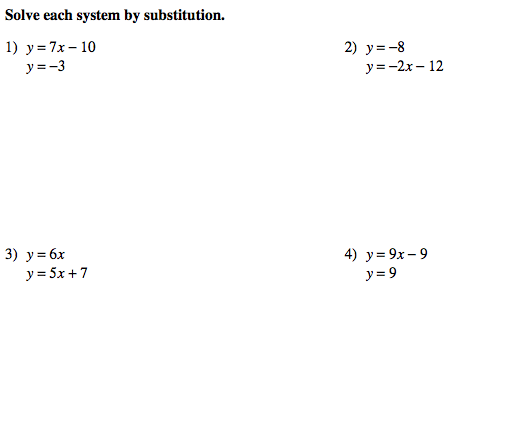 Solve each system by substitution.
1) y = 7x – 10
y = –3
2) y = –8
y = –2x – 12
3) y = 6x
y = 5x + 7
4) y = 9x – 9
y = 9